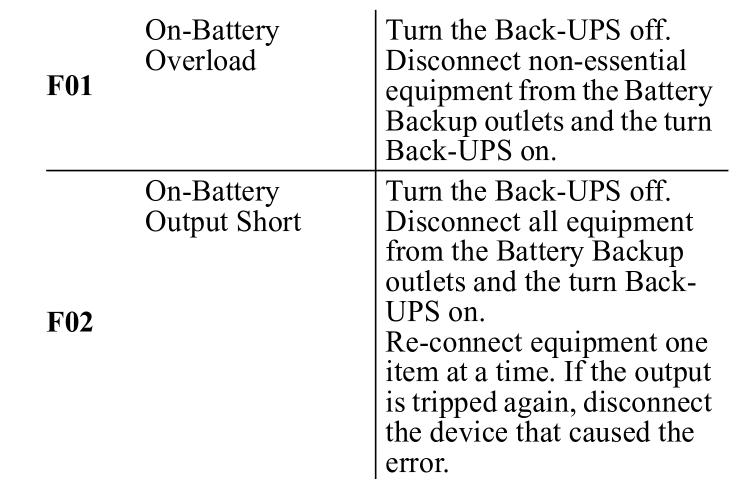 F01
On-Battery
Overload
Turn the Back-UPS off.
Disconnect non-essential
equipment from the Battery
Backup outlets and the turn
Back-UPS on.
F02
On-Battery
Output Short
Turn the Back-UPS off.
Disconnect all equipment
from the Battery Backup
outlets and the turn Back-
UPS on.
Re-connect equipment one
item at a time. If the output
is tripped again, disconnect
the device that caused the
error.